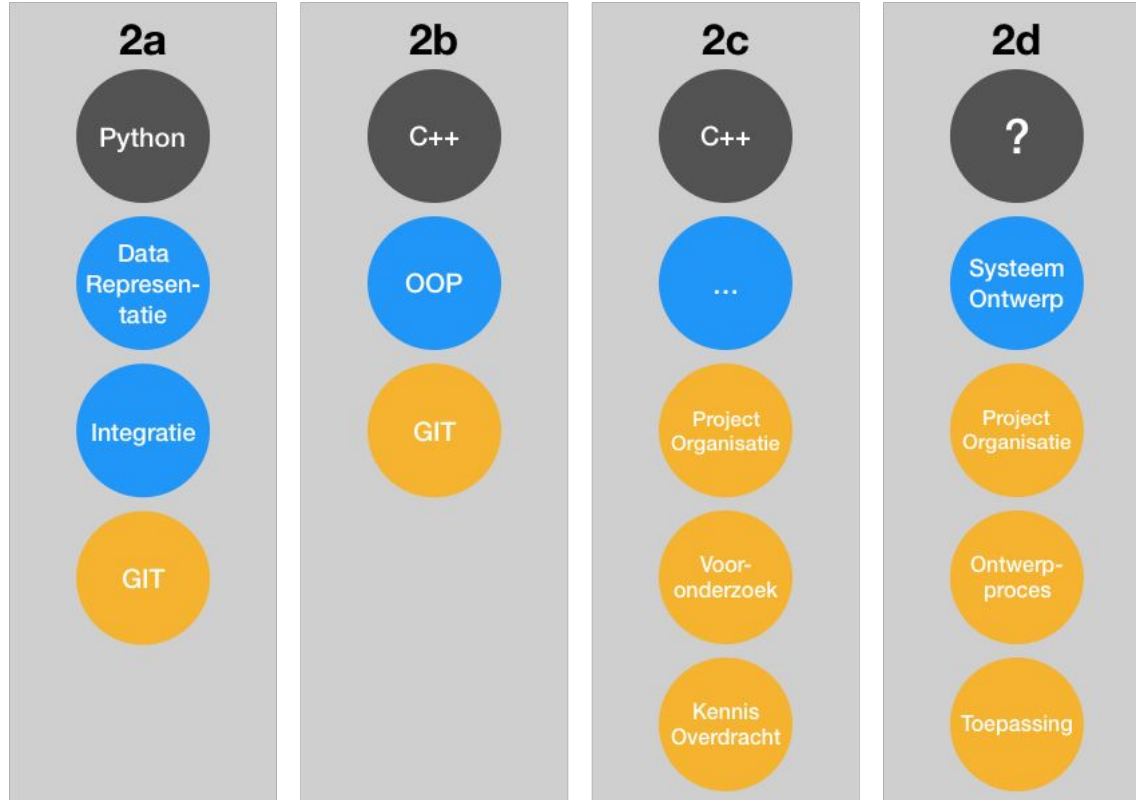 2a
Python
Data
Represen-
tatie
Integratie
GIT
2b
C++
OOP
GIT
2c
C++
...
Project
Organisatie
Voor-
onderzoek
Kennis
Overdracht
2d
?
Systeem
Ontwerp
Project
Organisatie
Ontwerp-
proces
Toepassing